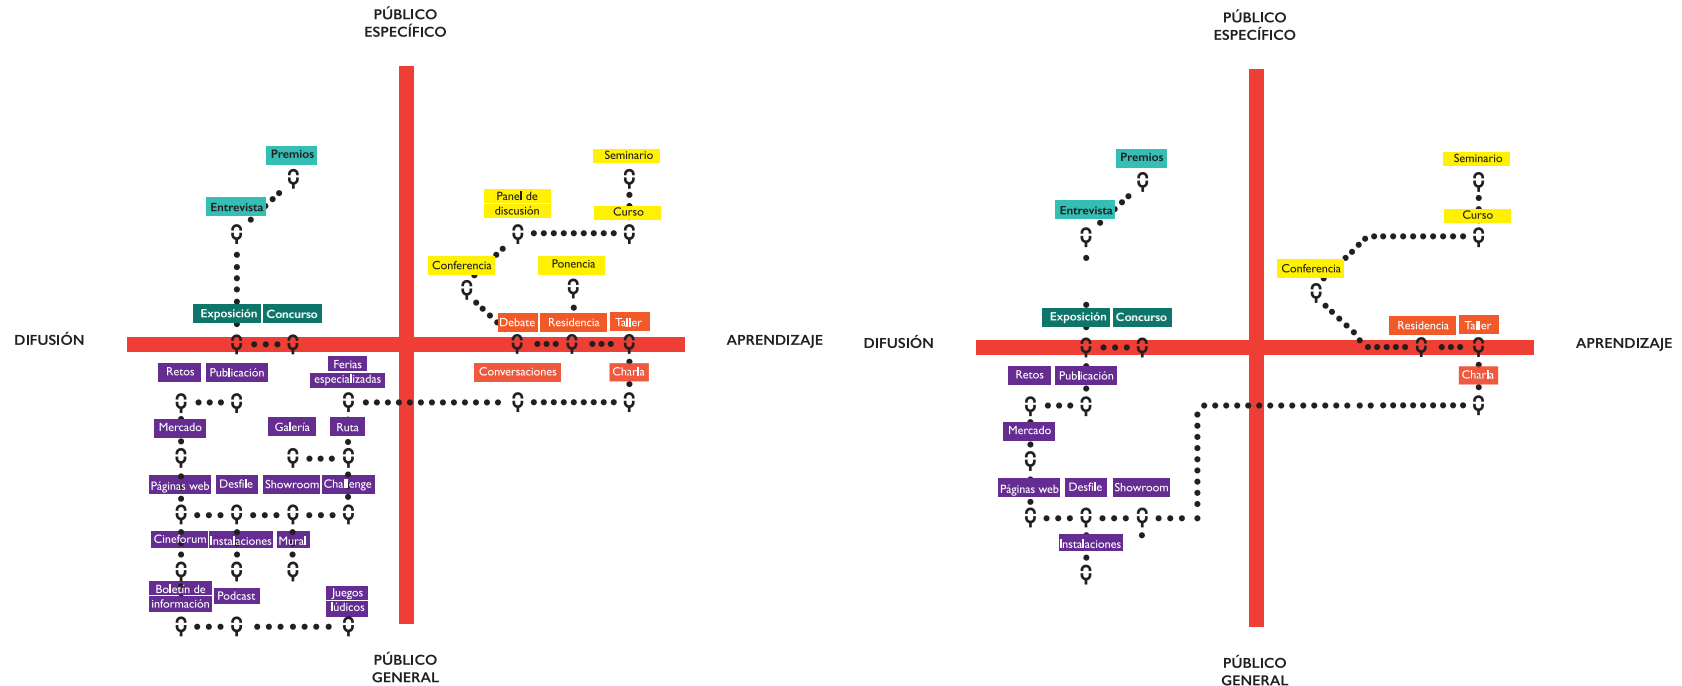 PÚBLICO
ESPECÍFICO
Premios
Seminario
Panel de
discusión
Entrevista
Curso
Conferencia
Ponencia
Exposición
Concurso
Debate
Residencia
Taller
DIFUSIÓN
APRENDIZAJE
Retos
Publicación
Ferias
especializadas
Conversaciones
Charla
Mercado
Galería
Ruta
Páginas web
Desfile
Showroom
Challenge
Cineforum
Instalaciones
Mural
Boletín de
información
Podcast
Juegos
lúdicos
PÚBLICO
GENERAL
PÚBLICO
ESPECÍFICO
Premios
Seminario
Entrevista
Curso
Conferencia
Exposición
Concurso
Residencia
Taller
DIFUSIÓN
APRENDIZAJE
Retos
Publicación
Charla
Mercado
Páginas web
Desfile
Showroom
Instalaciones
PÚBLICO
GENERAL